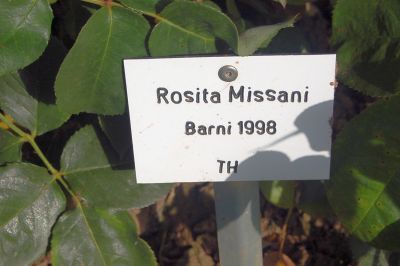 Rosita Missani
Barni 1998
TH